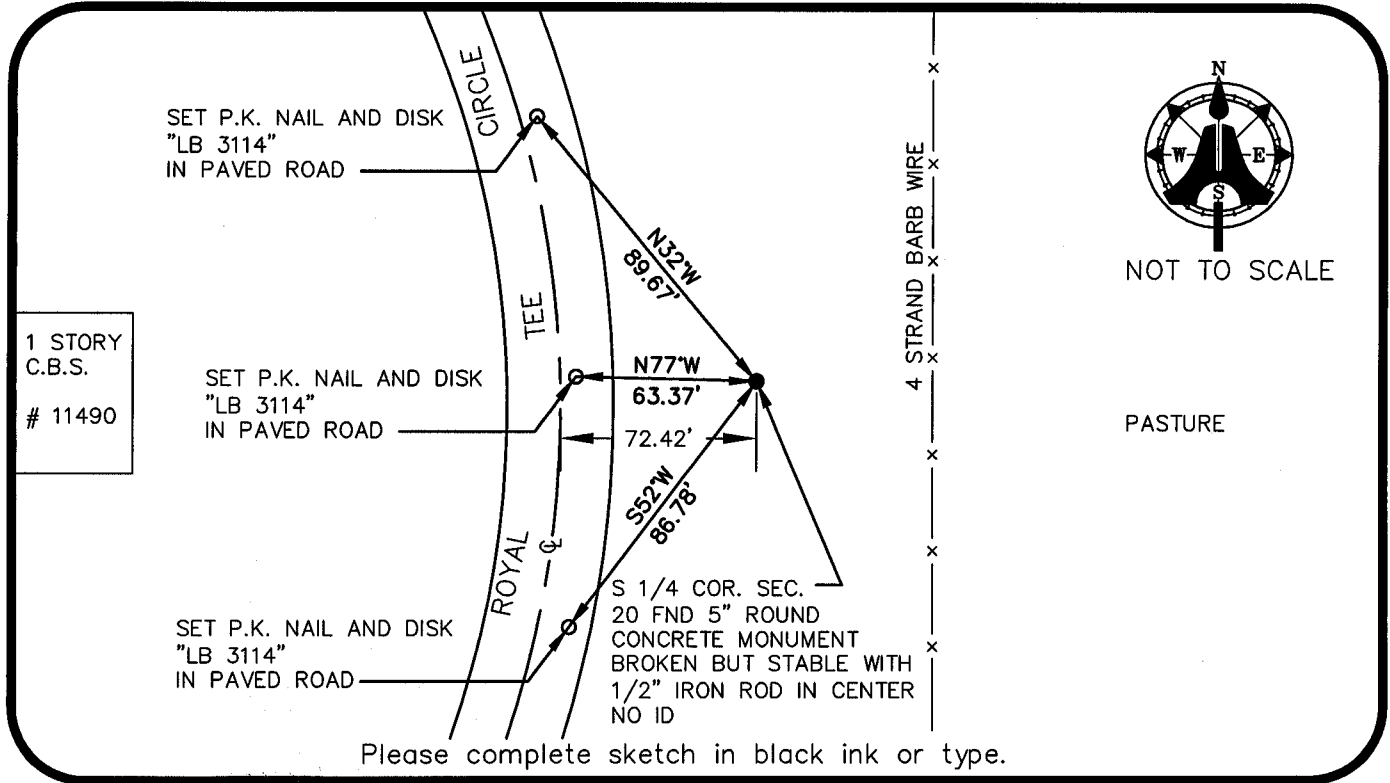 SET P.K. NAIL AND DISK
"LB 3114"
IN PAVED ROAD
CIRCLE
TEE
ROYAL
℄
N32°W
89.67'
4 STRAND BARB WIRE
N
W
E
S
NOT TO SCALE
1 STORY
C.B.S.
# 11490
SET P.K. NAIL AND DISK
"LB 3114"
IN PAVED ROAD
N77°W
63.37'
72.42'
PASTURE
S52°W
86.78'
SET P.K. NAIL AND DISK
"LB 3114"
IN PAVED ROAD
S 1/4 COR. SEC.
20 FND 5" ROUND
CONCRETE MONUMENT
BROKEN BUT STABLE WITH
1/2" IRON ROD IN CENTER
NO ID
Please complete sketch in black ink or type.